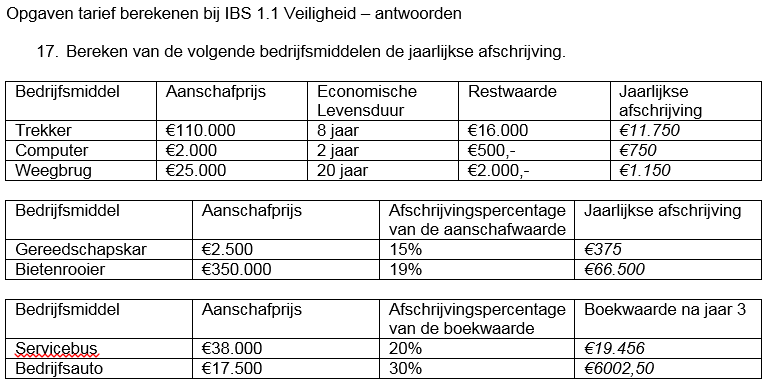 Opgaven tarief berekenen bij IBS 1.1 Veiligheid – antwoorden
17. Bereken van de volgende bedrijfsmiddelen de jaarlijkse afschrijving.
Bedrijfsmiddel Aanschafprijs Economische Levensduur Restwaarde Jaarlijkse afschrijving
Trekker €110.000 8 jaar €16.000 €11.750
Computer €2.000 2 jaar €500,- €750
Weegbrug €25.000 20 jaar €2.000,- €1.150
Bedrijfsmiddel Aanschafprijs Afschrijvingspercentage van de aanschafwaarde Jaarlijkse afschrijving
Gereedschapskar €2.500 15% €375
Bietenrooier €350.000 19% €66.500
Bedrijfsmiddel Aanschafprijs Afschrijvingspercentage van de boekwaarde Boekwaarde na jaar 3
Servicebus €38.000 20% €19.456
Bedrijfsauto €17.500 30% €6002,50